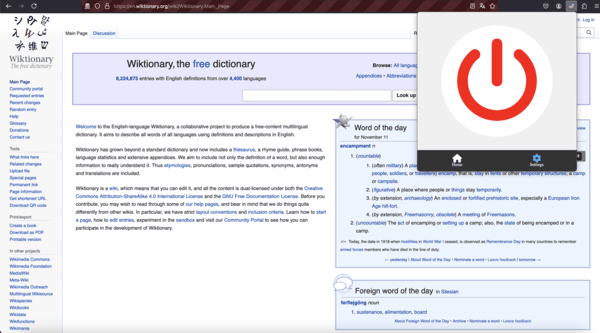 https://en.wiktionary.org/wiki/Wiktionary:Main_Page
Wiktionary
The free dictionary
Main Page
Community portal
Requested entries
Recent changes
Random entry
Help
Glossary
Donations
Contact us
Tools
What links here
Related changes
Upload file
Special pages
Permanent link
Page information
Get shortened URL
Download QR code
Print/export
Create a book
Download as PDF
Printable version
In other projects
Wikimedia Commons
Wikimedia Foundation
MediaWiki
Meta-Wiki
Wikimedia Outreach
Multilingual Wikisource
Wikispecies
Wikibooks
Wikidata
Wikifunctions
Wikimania
Main Page Discussion
Log in
Wiktionary, the free dictionary
6,224,875 entries with English definitions from over 4,400 languages
Browse: All langua
Appendices • Abbreviations
Look up
Welcome to the English-language Wiktionary, a collaborative project to produce a free-content multilingual
dictionary. It aims to describe all words of all languages using definitions and descriptions in English.
Wiktionary has grown beyond a standard dictionary and now includes a thesaurus, a rhyme guide, phrase books,
language statistics and extensive appendices. We aim to include not only the definition of a word, but also enough
information to really understand it. Thus etymologies, pronunciations, sample quotations, synonyms, antonyms
and translations are included.
Wiktionary is a wiki, which means that you can edit it, and all the content is dual-licensed under both the Creative
Commons Attribution-ShareAlike 4.0 International License and the GNU Free Documentation License. Before you
contribute, you may wish to read through some of our help pages, and bear in mind that we do things quite
differently from other wikis. In particular, we have strict layout conventions and inclusion criteria. Learn how to start
a page, how to edit entries, experiment in the sandbox and visit our Community Portal to see how you can
participate in the development of Wiktionary.
Word of the day
for November 11
view
encampment n
1. (countable)
1. (often military) A plac
people, soldiers, or travellers) encamp, that is, stay in tents or other temporary structures; a camp
or campsite.
2. (figurative) A place where people or things stay temporarily.
3. (by extension, archaeology) An enclosed or fortified prehistoric site, especially a European Iron
Age hill-fort.
4. (by extension, Freemasonry, obsolete) A meeting of Freemasons.
2. (uncountable) The act of encamping or setting up a camp; also, the state of being encamped or in a
camp.
Today, the date in 1918 when hostilities in World War I ceased, is observed as Remembrance Day in many countries to remember
armed forces members who have died in the line of duty.
← yesterday | About Word of the Day • Nominate a word • Leave feedback | tomorrow →
Foreign word of the day in Silesian
ferflejgōng noun
1. sustenance, alimentation, board
About Foreign Word of the Day • Archive • Nominate a word • Leave feedback
Home
Settings